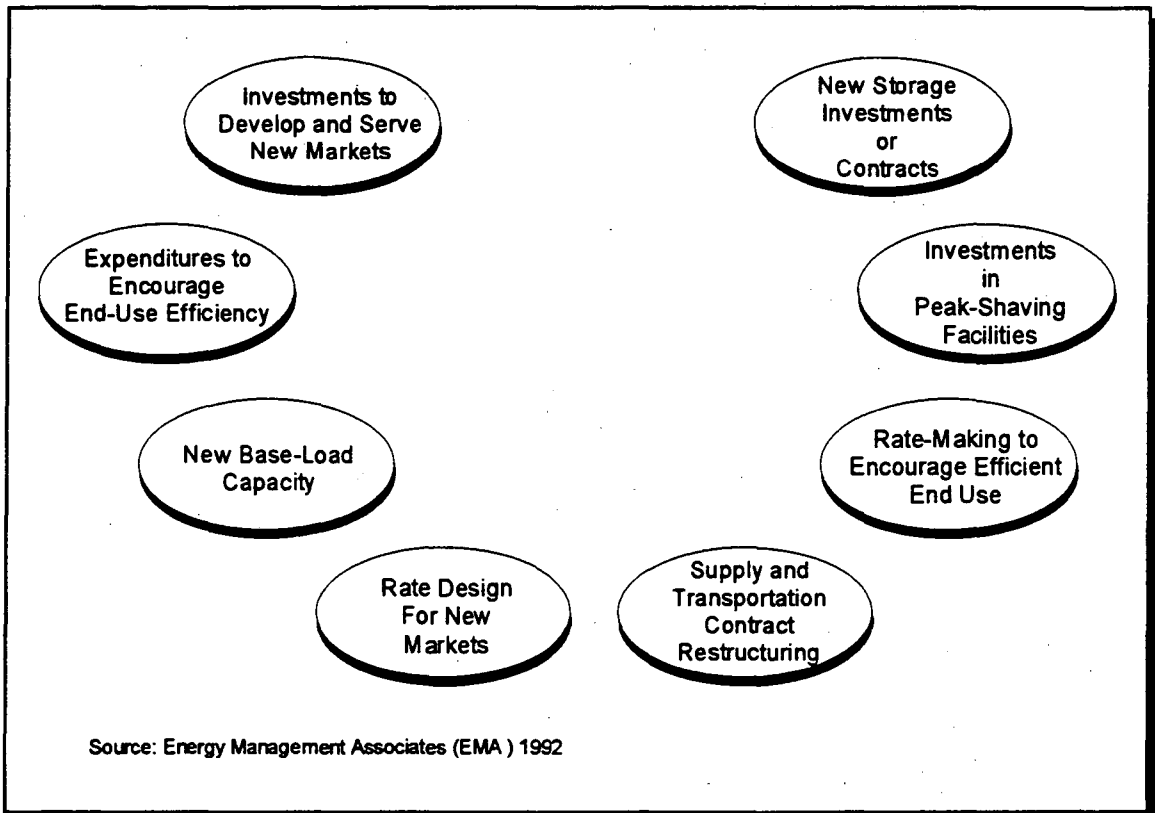 Investments to
Develop and Serve
New Markets
New Storage
Investments
or
Contracts
Expenditures to
Encourage
End-Use Efficiency
Investments
in
Peak-Shaving
Facilities
New Base-Load
Capacity
Rate-Making to
Encourage Efficient
End Use
Rate Design
For New
Markets
Supply and
Transportation
Contract
Restructuring
Source: Energy Management Associates (EMA ) 1992